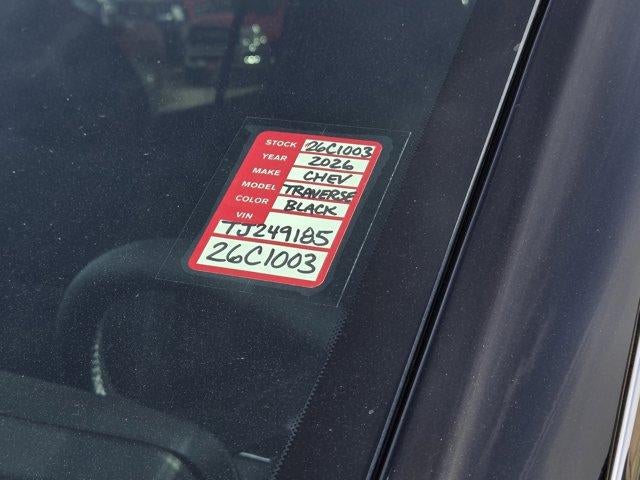 STOCK 26C1003
YEAR 2026
MAKE CHEV
MODEL TRAVERSE
COLOR BLACK
VIN
TJ249185
26C1003